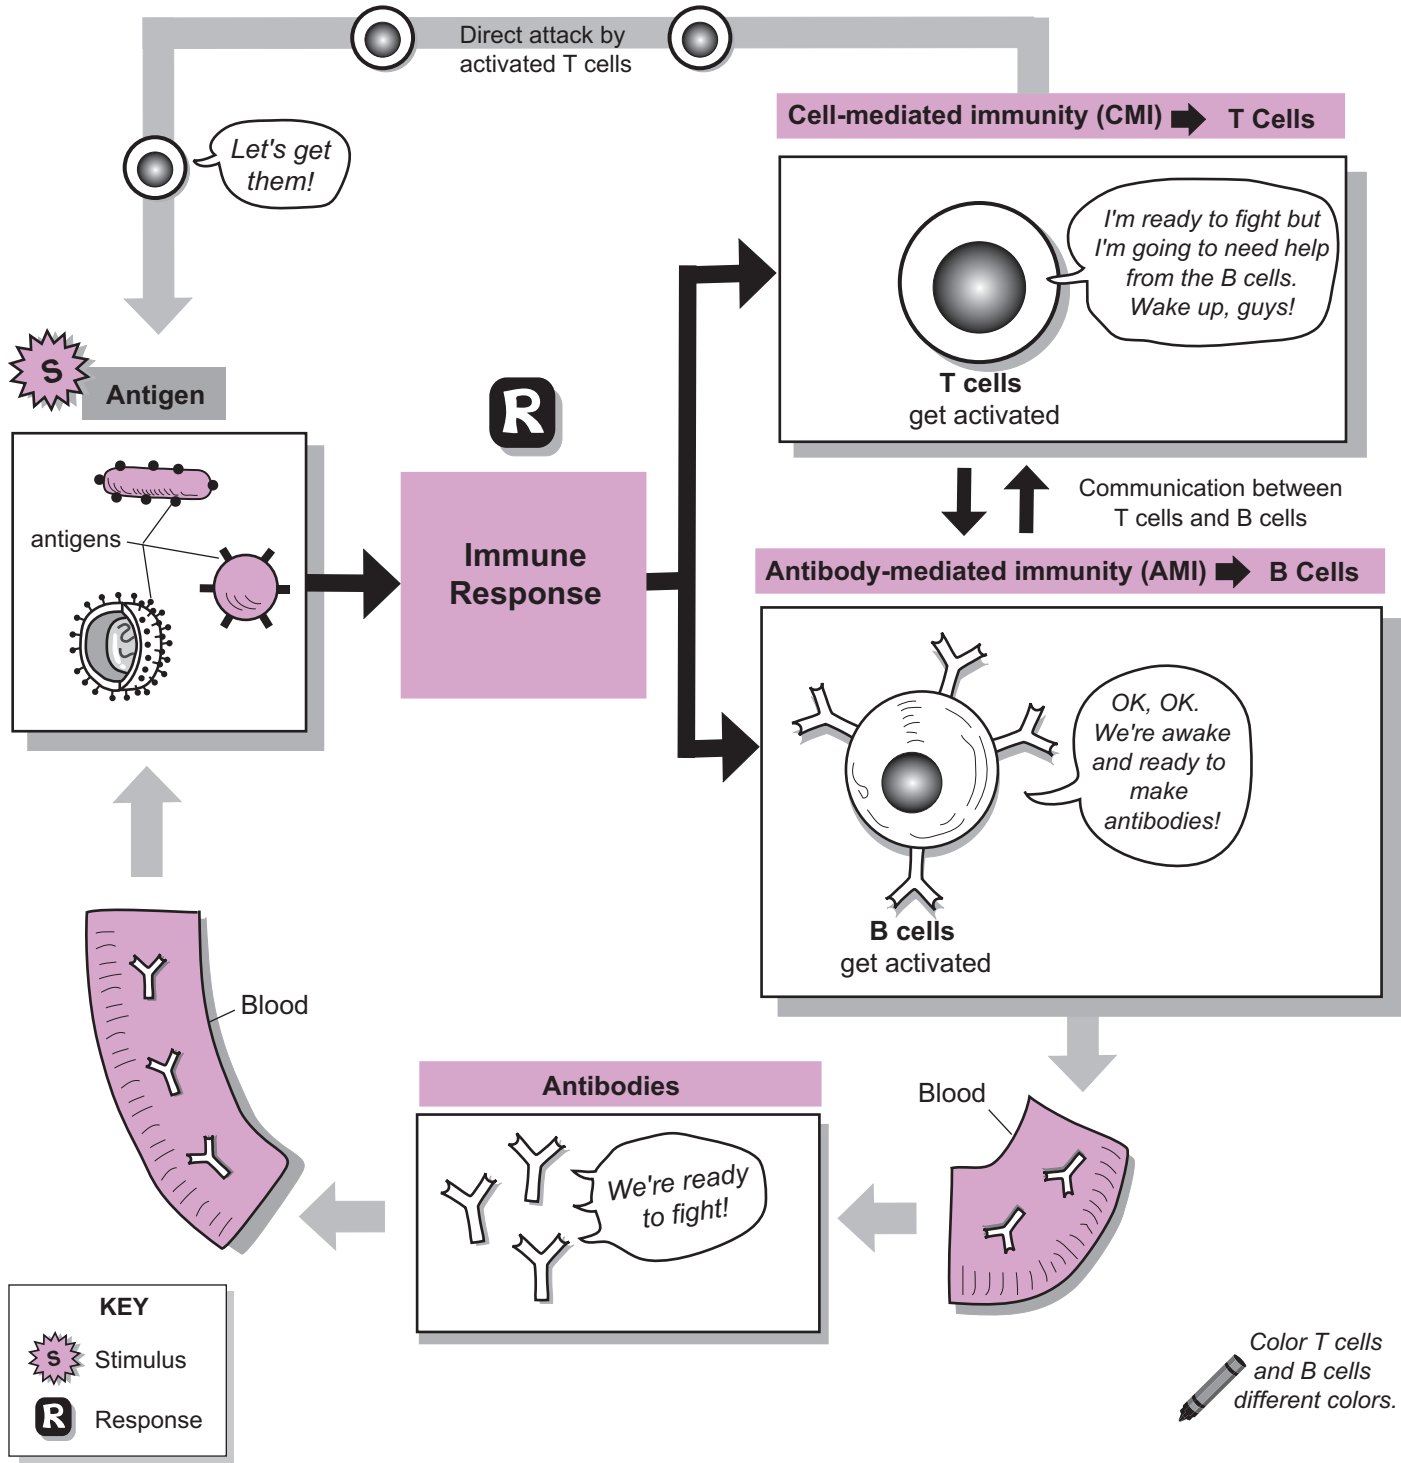 Direct attack by
activated T cells
Let's get
them!
Cell-mediated immunity (CMI) T Cells
I'm ready to fight but
I'm going to need help
from the B cells.
Wake up, guys!
T cells
get activated
S
Antigen
antigens
R
Immune
Response
Communication between
T cells and B cells
Antibody-mediated immunity (AMI) B Cells
OK, OK.
We're awake
and ready to
make
antibodies!
B cells
get activated
Blood
Blood
Antibodies
We're ready
to fight!
KEY
S Stimulus
R Response
Color T cells
and B cells
different colors.